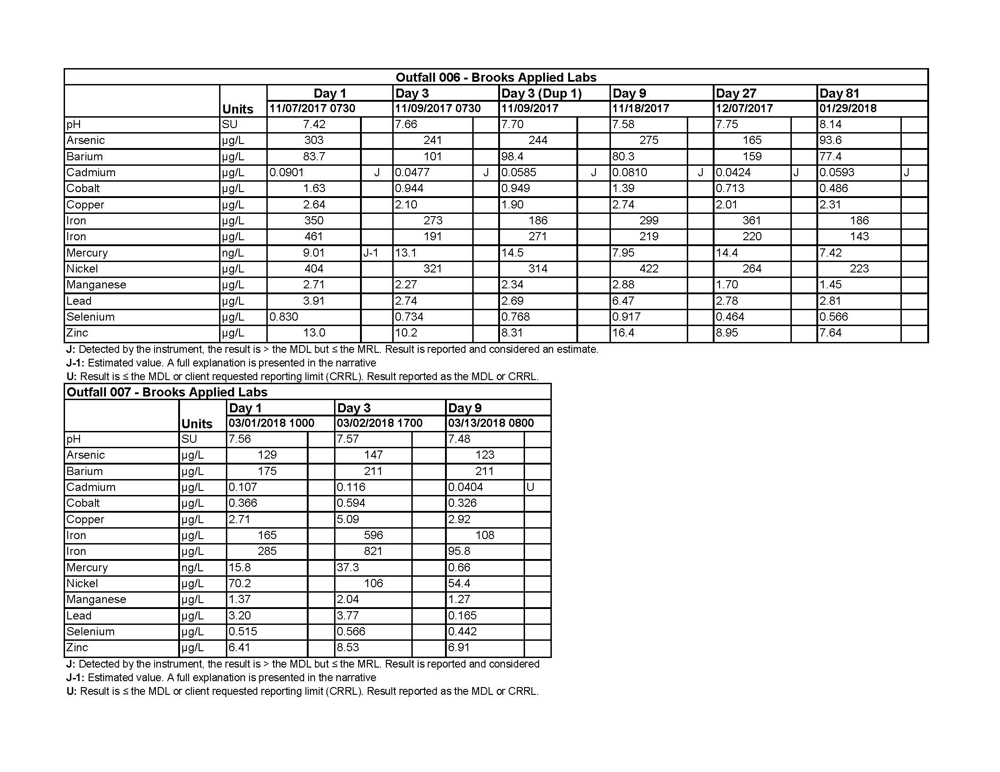 Outfall 006 - Brooks Applied Labs
Day 1 Day 3 Day 3 (Dup 1) Day 9 Day 27 Day 81
Units 11/07/2017 0730 11/09/2017 0730 11/09/2017 11/18/2017 12/07/2017 01/29/2018
pH SU 7.42 7.66 7.70 7.58 7.75 8.14
Arsenic µg/L 303 241 244 275 165 93.6
Barium µg/L 83.7 101 98.4 80.3 159 77.4
Cadmium µg/L 0.0901 J 0.0477 J 0.0585 J 0.0810 J 0.0424 J 0.0593 J
Cobalt µg/L 1.63 0.944 0.949 1.39 0.713 0.486
Copper µg/L 2.64 2.10 1.90 2.74 2.01 2.31
Iron µg/L 350 273 186 299 361 186
Iron µg/L 461 191 271 219 220 143
Mercury ng/L 9.01 J-1 13.1 14.5 7.95 14.4 7.42
Nickel µg/L 404 321 314 422 264 223
Manganese µg/L 2.71 2.27 2.34 2.88 1.70 1.45
Lead µg/L 3.91 2.74 2.69 6.47 2.78 2.81
Selenium µg/L 0.830 0.734 0.768 0.917 0.464 0.566
Zinc µg/L 13.0 10.2 8.31 16.4 8.95 7.64
J: Detected by the instrument, the result is > the MDL but ≤ the MRL. Result is reported and considered an estimate.
J-1: Estimated value. A full explanation is presented in the narrative
U: Result is ≤ the MDL or client requested reporting limit (CRRL). Result reported as the MDL or CRRL.
Outfall 007 - Brooks Applied Labs
Day 1 Day 3 Day 9
Units 03/01/2018 1000 03/02/2018 1700 03/13/2018 0800
pH SU 7.56 7.57 7.48
Arsenic µg/L 129 147 123
Barium µg/L 175 211 211
Cadmium µg/L 0.107 0.116 0.0404 U
Cobalt µg/L 0.366 0.594 0.326
Copper µg/L 2.71 5.09 2.92
Iron µg/L 165 596 108
Iron µg/L 285 821 95.8
Mercury ng/L 15.8 37.3 0.66
Nickel µg/L 70.2 106 54.4
Manganese µg/L 1.37 2.04 1.27
Lead µg/L 3.20 3.77 0.165
Selenium µg/L 0.515 0.566 0.442
Zinc µg/L 6.41 8.53 6.91
J: Detected by the instrument, the result is > the MDL but ≤ the MRL. Result is reported and considered
J-1: Estimated value. A full explanation is presented in the narrative
U: Result is ≤ the MDL or client requested reporting limit (CRRL). Result reported as the MDL or CRRL.